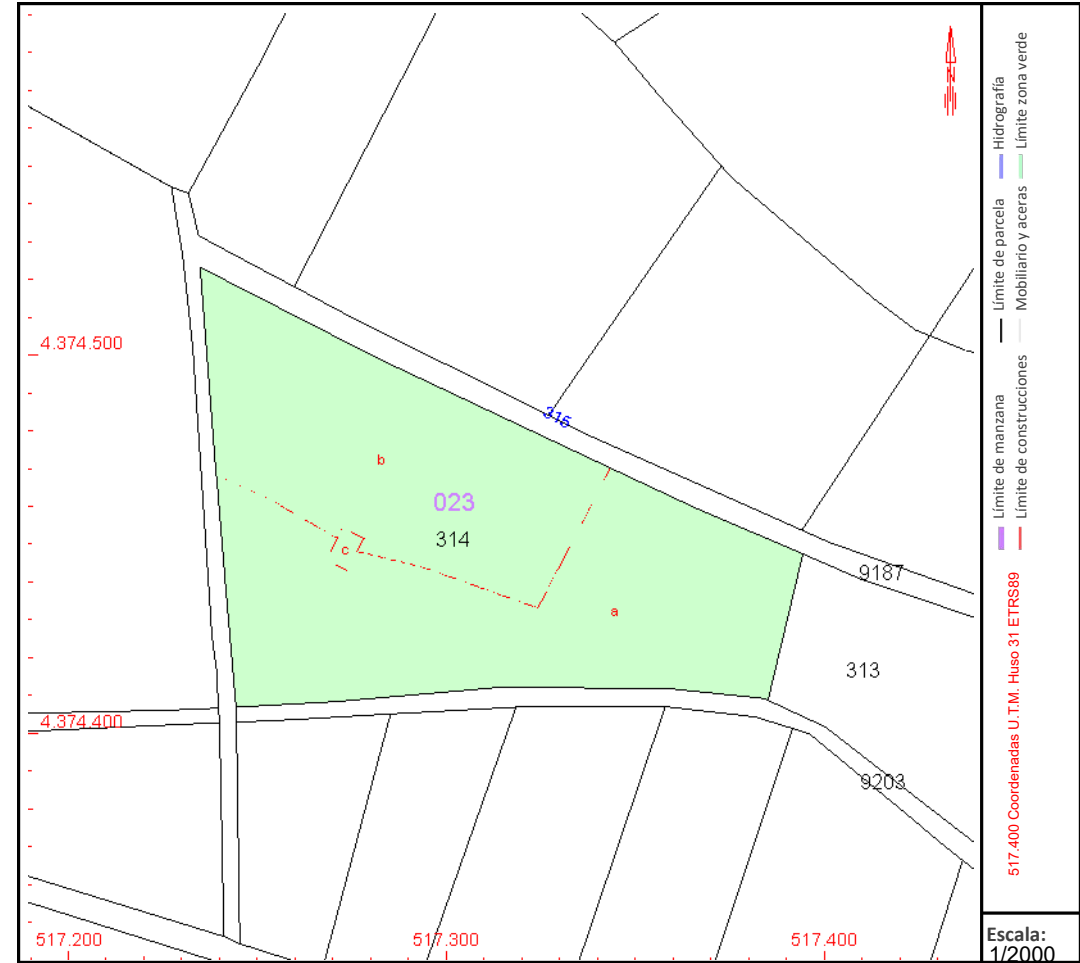 N
4.374.500
315
b
023
314
c
9187
a
313
4.374.400
9203
517.200
517.300
517.400
Límite de manzana
Límite de parcela
Hidrografía
Límite de construcciones
Mobiliario y aceras
Límite zona verde
517.400 Coordenadas U.T.M. Huso 31 ETRS89
Escala:
1/2000